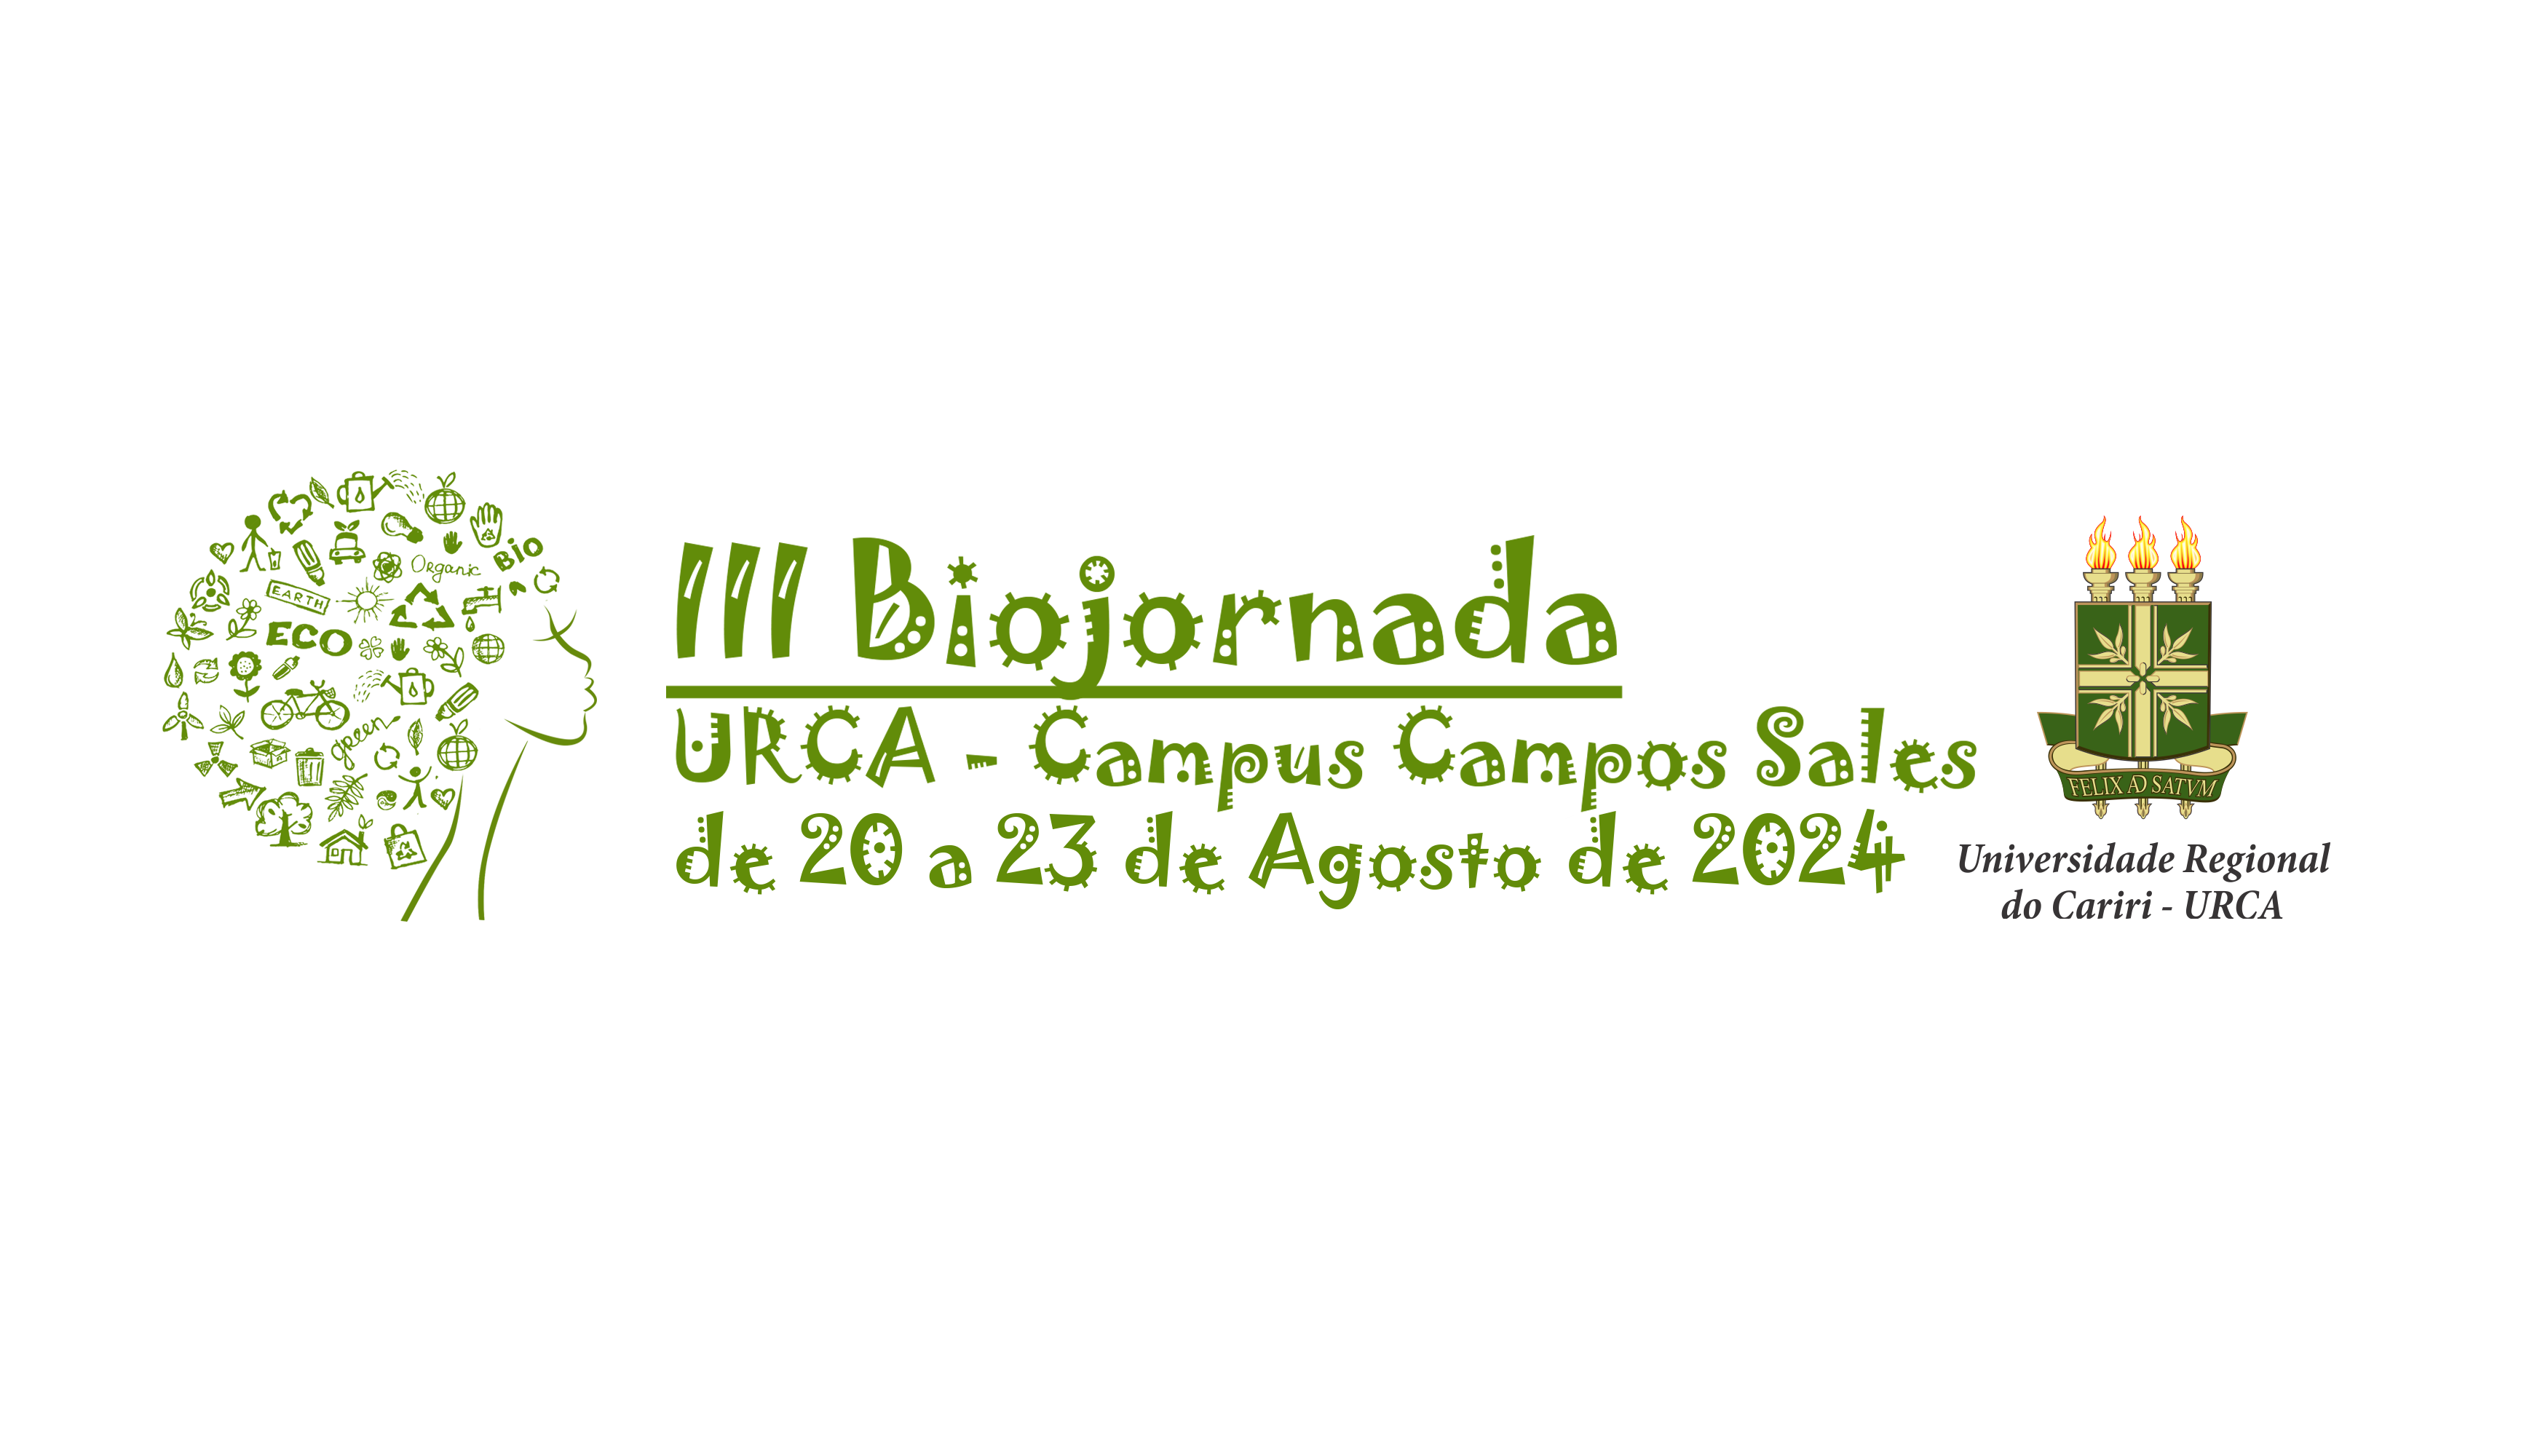 Organic
Bio
EARTH
ECO
green
III Biojornada
URCA - Campus Campos Sales
de 20 a 23 de Agosto de 2024
FELIX AD SATVM
Universidade Regional
do Cariri - URCA